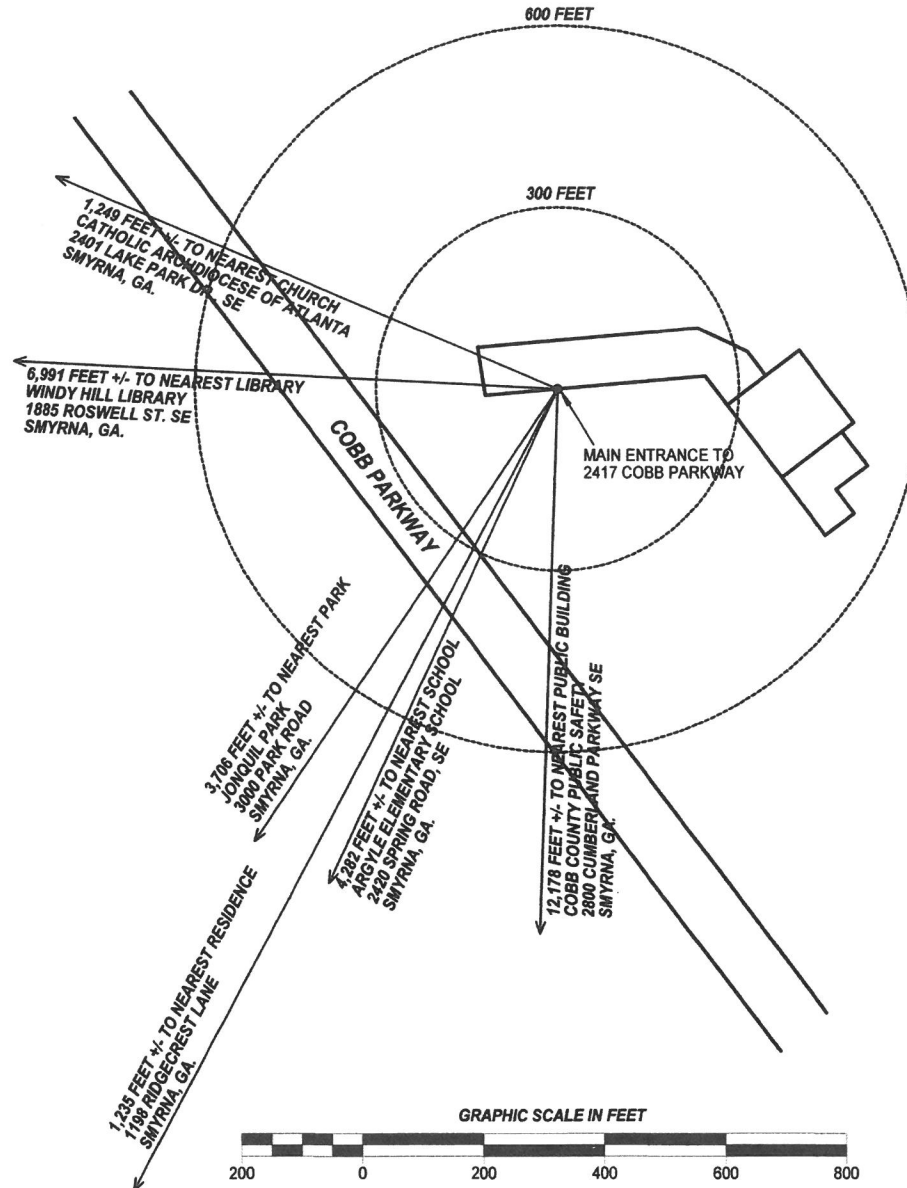 600 FEET
300 FEET
1,249 FEET +/- TO NEAREST CHURCH
CATHOLIC ARCHDIOCESE OF ATLANTA
2401 LAKE PARK DR. SE
SMYRNA, GA.
6,991 FEET +/- TO NEAREST LIBRARY
WINDY HILL LIBRARY
1885 ROSWELL ST. SE
SMYRNA, GA.
COBB PARKWAY
MAIN ENTRANCE TO
2417 COBB PARKWAY
3,706 FEET +/- TO NEAREST PARK
JONQUIL PARK
3000 PARK ROAD
SMYRNA, GA.
4,282 FEET +/- TO NEAREST SCHOOL
ARGYLE ELEMENTARY SCHOOL
2420 SPRING ROAD, SE
SMYRNA, GA.
12,178 FEET +/- TO NEAREST PUBLIC BUILDING
COBB COUNTY PUBLIC SAFETY
2800 CUMBERLAND PARKWAY SE
SMYRNA, GA.
1,235 FEET +/- TO NEAREST RESIDENCE
1198 RIDGECREST LANE
SMYRNA, GA.
GRAPHIC SCALE IN FEET
200 0 200 400 600 800